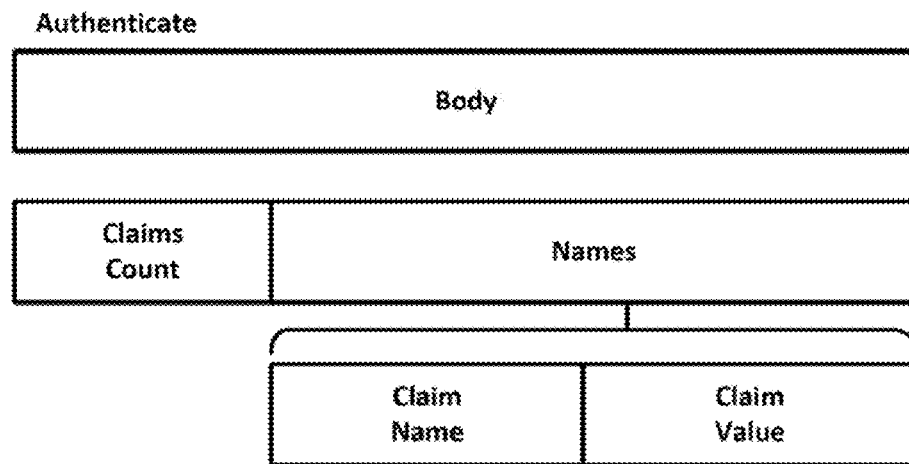 Authenticate
Body
Claims
Count
Names
Claim
Name
Claim
Value